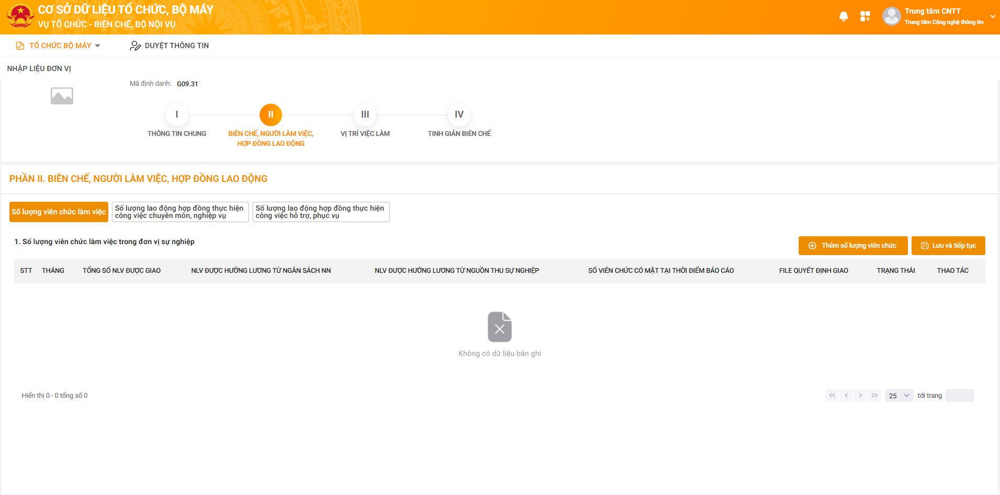 CƠ SỞ DỮ LIỆU TỔ CHỨC, BỘ MÁY
VỤ TỔ CHỨC - BIÊN CHẾ, BỘ NỘI VỤ
Trung tâm CNTT
Trung tâm Công nghệ thông tin
TỔ CHỨC BỘ MÁY
DUYỆT THÔNG TIN
NHẬP LIỆU ĐƠN VỊ
Mã định danh: G09.31
I
II
III
IV
THÔNG TIN CHUNG
BIÊN CHẾ, NGƯỜI LÀM VIỆC,
HỢP ĐỒNG LAO ĐỘNG
VỊ TRÍ VIỆC LÀM
TINH GIẢN BIÊN CHẾ
PHẦN II. BIÊN CHẾ, NGƯỜI LÀM VIỆC, HỢP ĐỒNG LAO ĐỘNG
Số lượng viên chức làm việc
Số lượng lao động hợp đồng thực hiện
công việc chuyên môn, nghiệp vụ
Số lượng lao động hợp đồng thực hiện
công việc hỗ trợ, phục vụ
1. Số lượng viên chức làm việc trong đơn vị sự nghiệp
Thêm số lượng viên chức
Lưu và tiếp tục
STT THÁNG TỔNG SỐ NLV ĐƯỢC GIAO NLV ĐƯỢC HƯỞNG LƯƠNG TỪ NGÂN SÁCH NN NLV ĐƯỢC HƯỞNG LƯƠNG TỪ NGUỒN THU SỰ NGHIỆP SỐ VIÊN CHỨC CÓ MẶT TẠI THỜI ĐIỂM BÁO CÁO FILE QUYẾT ĐỊNH GIAO TRẠNG THÁI THAO TÁC
Không có dữ liệu bản ghi
Hiển thị 0 - 0 tổng số 0
25
tới trang